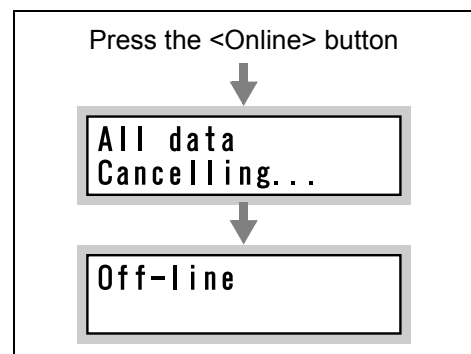 Press the <Online> button
All data
Cancelling...
Off-line